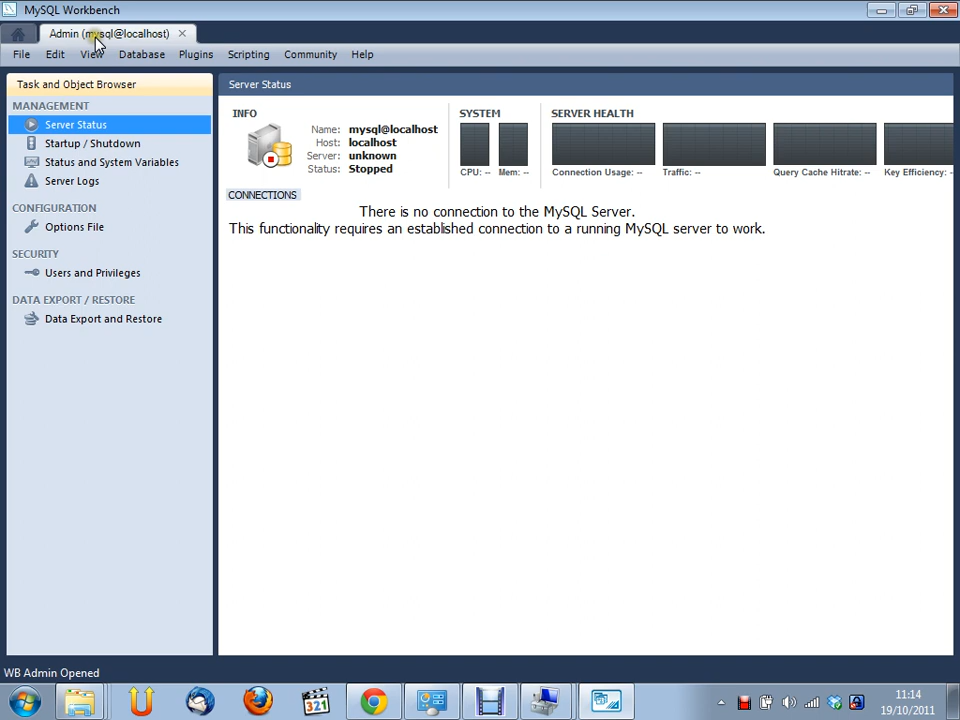 MySQL Workbench
Admin (mysql@localhost)
File Edit View Database Plugins Scripting Community Help
Task and Object Browser
MANAGEMENT
Server Status
Startup / Shutdown
Status and System Variables
Server Logs
CONFIGURATION
Options File
SECURITY
Users and Privileges
DATA EXPORT / RESTORE
Data Export and Restore
Server Status
INFO
Name: mysql@localhost
Host: localhost
Server: unknown
Status: Stopped
SYSTEM
CPU: -- Mem: --
SERVER HEALTH
Connection Usage: -- Traffic: -- Query Cache Hitrate: -- Key Efficiency: -
CONNECTIONS
There is no connection to the MySQL Server.
This functionality requires an established connection to a running MySQL server to work.
WB Admin Opened
321
11:14
19/10/2011